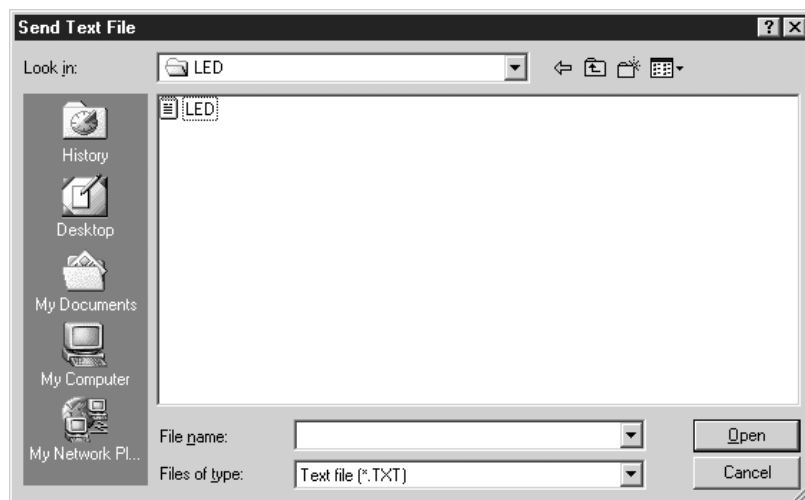 Send Text File
Look in: LED
LED
History
Desktop
My Documents
My Computer
My Network Pl...
File name:
Open
Files of type: Text file (*.TXT)
Cancel